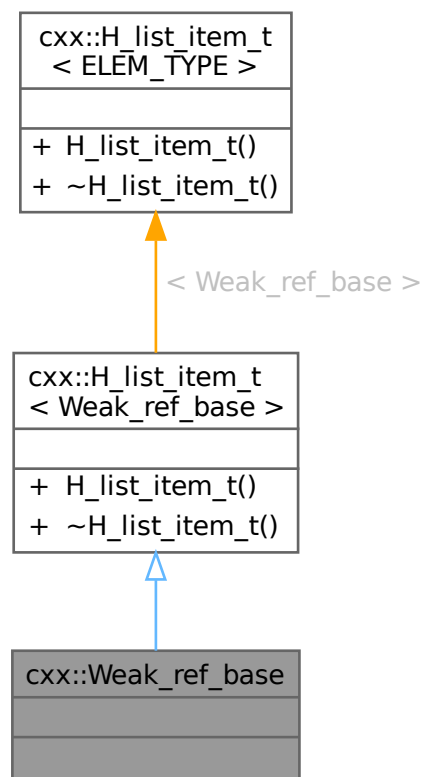 cxx::H_list_item_t
< ELEM_TYPE >
+ H_list_item_t()
+ ~H_list_item_t()
< Weak_ref_base >
cxx::H_list_item_t
< Weak_ref_base >
+ H_list_item_t()
+ ~H_list_item_t()
cxx::Weak_ref_base